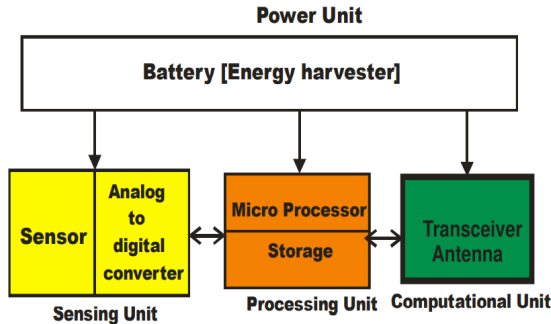 Power Unit
Battery [Energy harvester]
Sensor
Analog
to
digital
converter
Micro Processor
Storage
Transceiver
Antenna
Sensing Unit
Processing Unit
Computational Unit